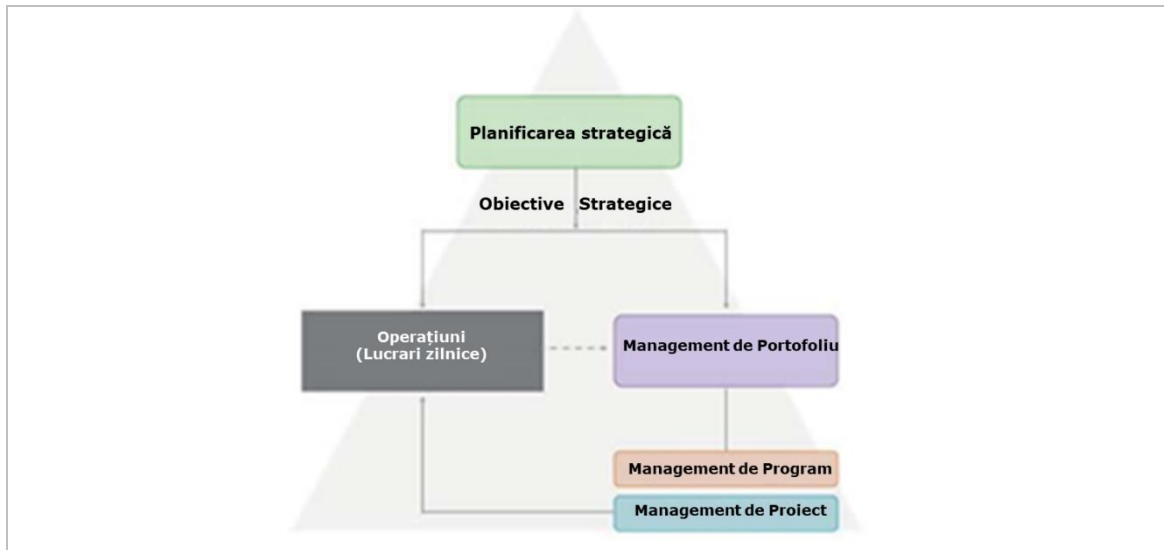 Planificarea strategică
Obiective Strategice
Operațiuni
(Lucrari zilnice)
Management de Portofoliu
Management de Program
Management de Proiect